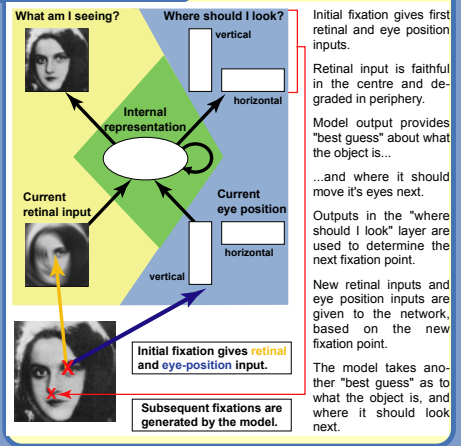 What am I seeing?
Where should I look?
vertical
horizontal
Internal
representation
Current
retinal input
Current
eye position
horizontal
vertical
X
X
Initial fixation gives retinal
and eye-position input.
Subsequent fixations are
generated by the model.
Initial fixation gives first
retinal and eye position
inputs.
Retinal input is faithful
in the centre and de-
graded in periphery.
Model output provides
"best guess" about what
the object is...
...and where it should
move it's eyes next.
Outputs in the "where
should I look" layer are
used to determine the
next fixation point.
New retinal inputs and
eye position inputs are
given to the network,
based on the new
fixation point.
The model takes ano-
ther "best guess" as to
what the object is, and
where it should look
next.